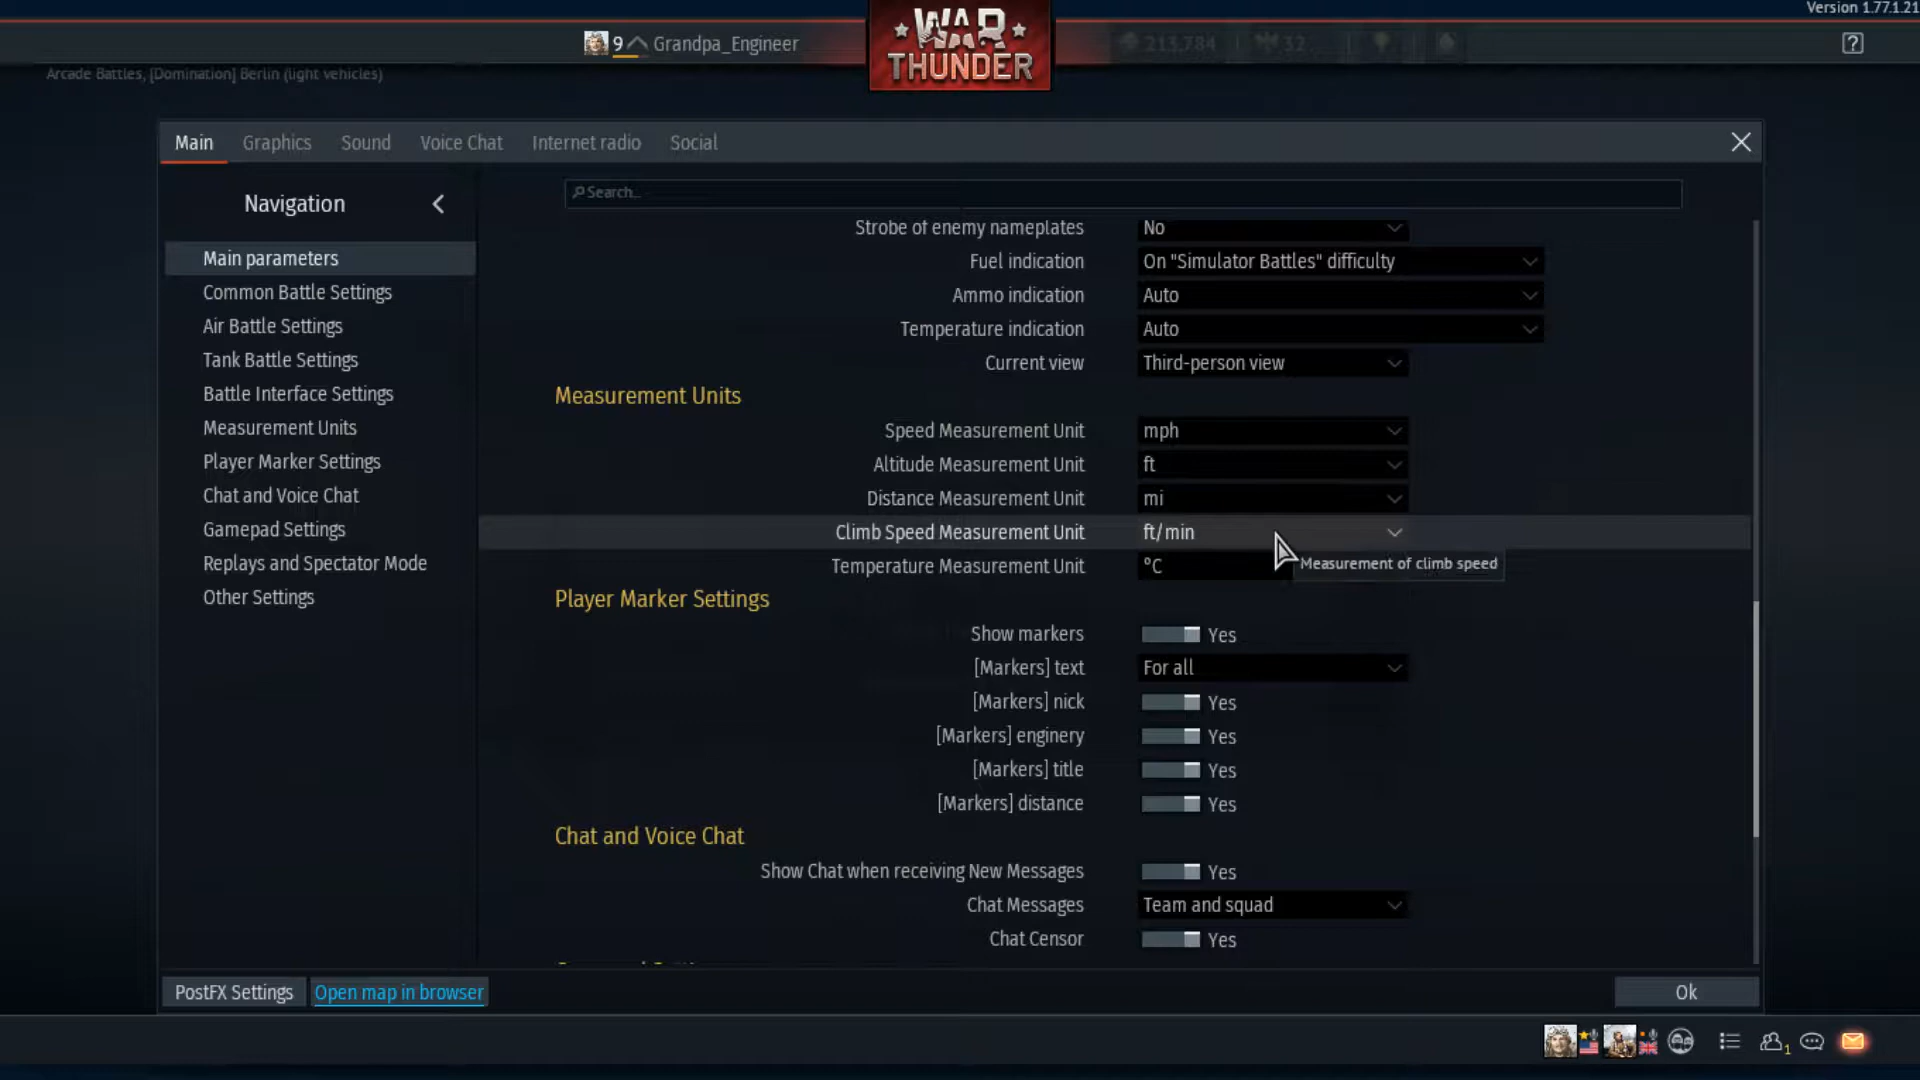 Version 1.77.1.21
9 Grandpa_Engineer
WAR THUNDER
213,784
32
?
Arcade Battles, [Domination] Berlin (light vehicles)
Main Graphics Sound Voice Chat Internet radio Social
Navigation
Search...
Main parameters
Common Battle Settings
Air Battle Settings
Tank Battle Settings
Battle Interface Settings
Measurement Units
Player Marker Settings
Chat and Voice Chat
Gamepad Settings
Replays and Spectator Mode
Other Settings
Strobe of enemy nameplates No
Fuel indication On "Simulator Battles" difficulty
Ammo indication Auto
Temperature indication Auto
Current view Third-person view
Measurement Units
Speed Measurement Unit mph
Altitude Measurement Unit ft
Distance Measurement Unit mi
Climb Speed Measurement Unit ft/min
Temperature Measurement Unit °C
Measurement of climb speed
Player Marker Settings
Show markers Yes
[Markers] text For all
[Markers] nick Yes
[Markers] enginery Yes
[Markers] title Yes
[Markers] distance Yes
Chat and Voice Chat
Show Chat when receiving New Messages Yes
Chat Messages Team and squad
Chat Censor Yes
PostFX Settings Open map in browser Ok
1